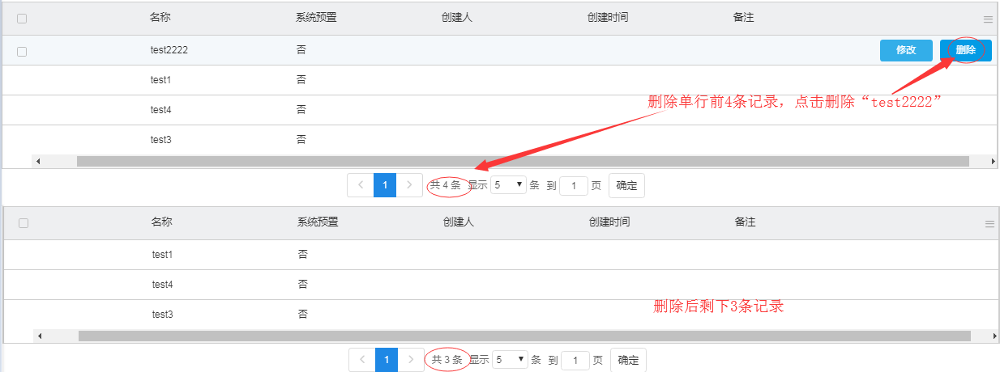 名称 系统预置 创建人 创建时间 备注
test2222 否 修改 删除
test1 否
删除单行前4条记录，点击删除“test2222”
test4 否
test3 否
1 共 4 条 显示 5 条 到 1 页 确定
名称 系统预置 创建人 创建时间 备注
test1 否
test4 否
删除后剩下3条记录
test3 否
1 共 3 条 显示 5 条 到 1 页 确定